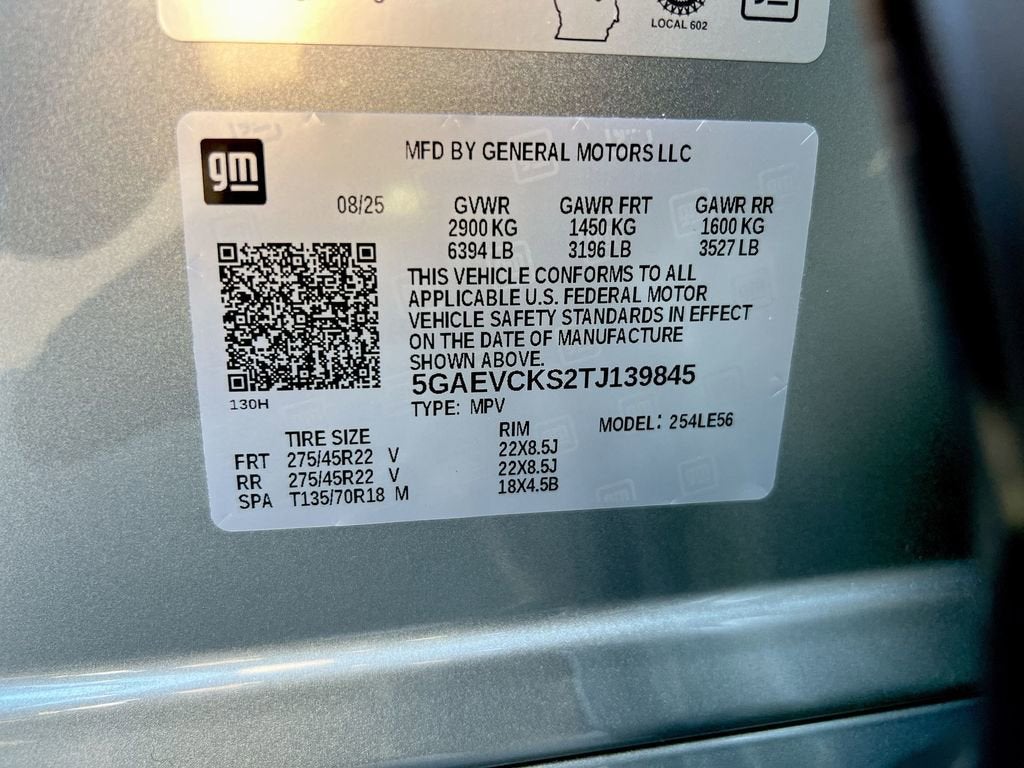 LOCAL 602
gm
MFD BY GENERAL MOTORS LLC
08/25 GVWR GAWR FRT GAWR RR
2900 KG 1450 KG 1600 KG
6394 LB 3196 LB 3527 LB
THIS VEHICLE CONFORMS TO ALL
APPLICABLE U.S. FEDERAL MOTOR
VEHICLE SAFETY STANDARDS IN EFFECT
ON THE DATE OF MANUFACTURE
SHOWN ABOVE.
5GAEVCKS2TJ139845
130H
TYPE: MPV
MODEL: 254LE56
TIRE SIZE RIM
FRT 275/45R22 V 22X8.5J
RR 275/45R22 V 22X8.5J
SPA T135/70R18 M 18X4.5B